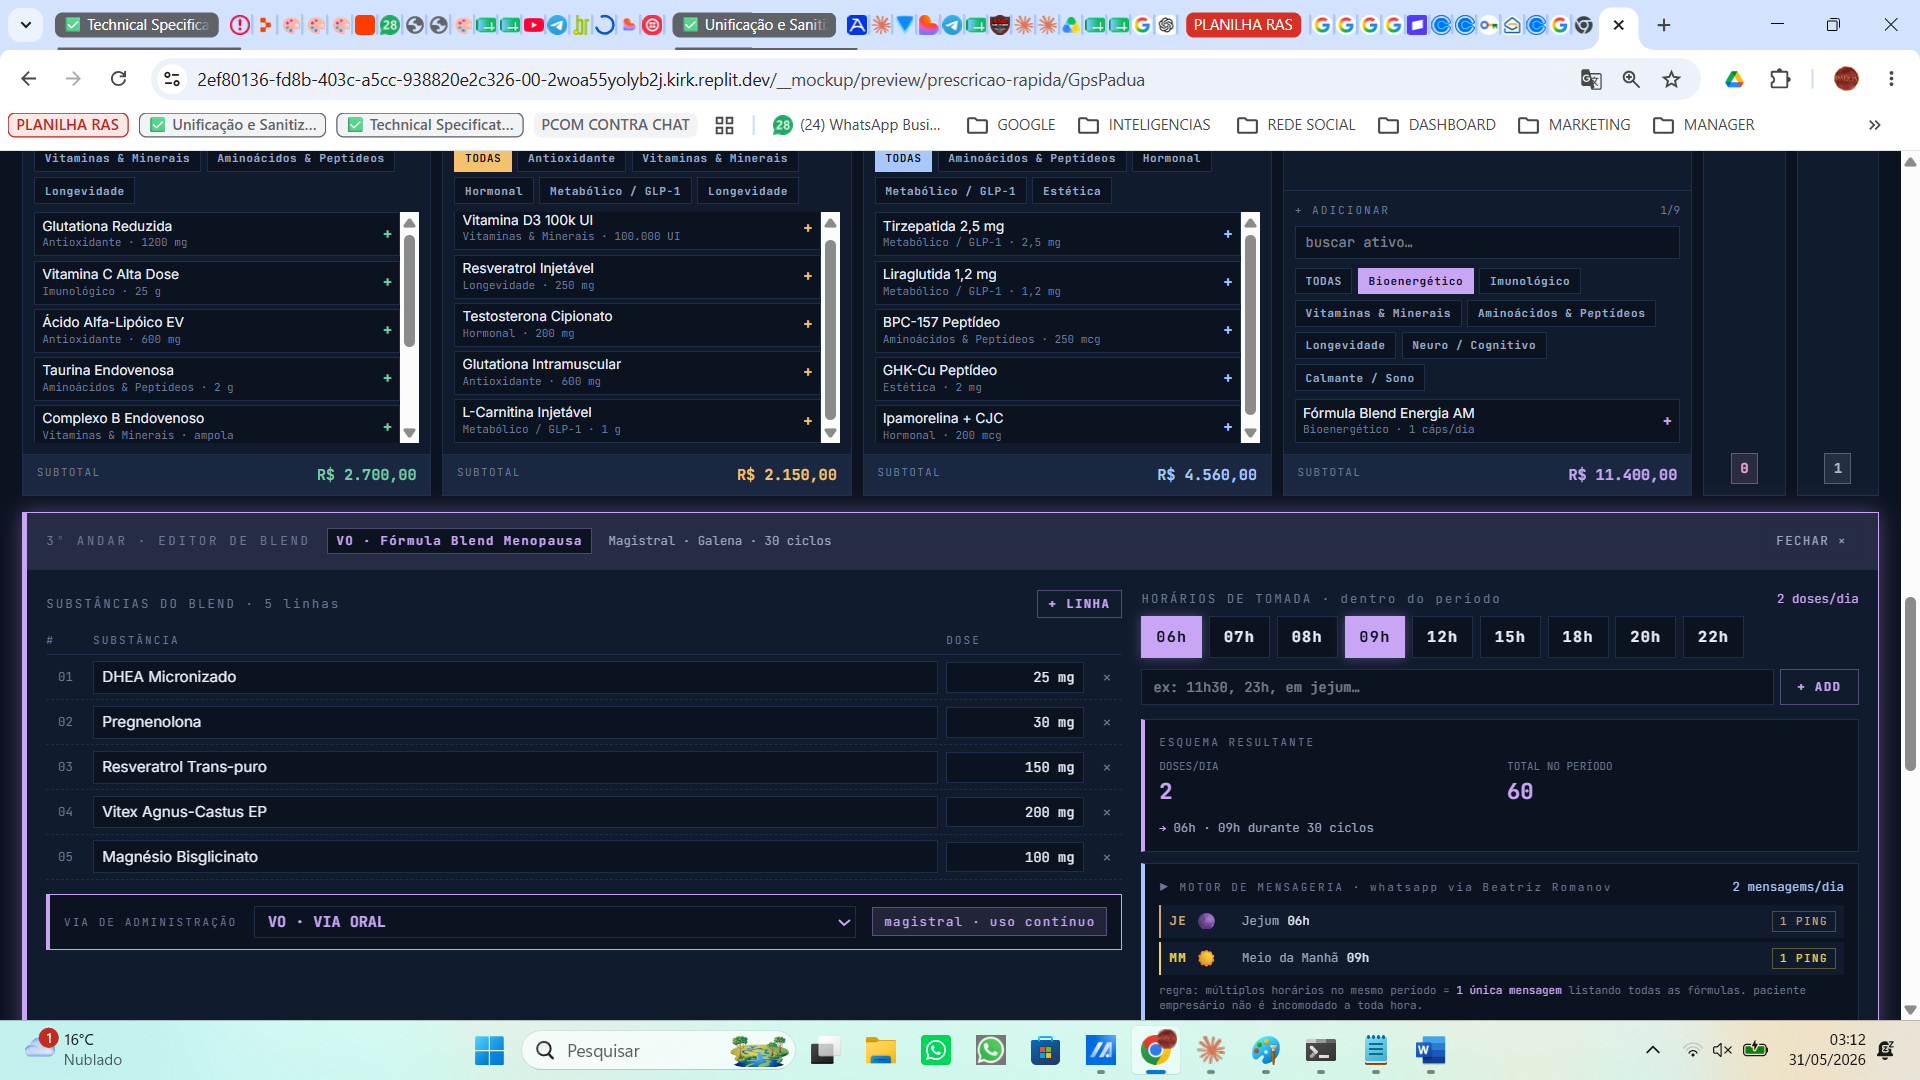 Technical Specifica
28
Unificação e Saniti
PLANILHA RAS
2ef80136-fd8b-403c-a5cc-938820e2c326-00-2woa55yolyb2j.kirk.replit.dev/__mockup/preview/prescricao-rapida/GpsPadua
PLANILHA RAS
Unificação e Sanitiz...
Technical Specificat...
PCOM CONTRA CHAT
28
(24) WhatsApp Busi...
GOOGLE
INTELIGENCIAS
REDE SOCIAL
DASHBOARD
MARKETING
MANAGER
»
Vitaminas & Minerais
Aminoácidos & Peptídeos
Longevidade
Glutationa Reduzida +
Antioxidante · 1200 mg
Vitamina C Alta Dose +
Imunológico · 25 g
Ácido Alfa-Lipóico EV +
Antioxidante · 600 mg
Taurina Endovenosa +
Aminoácidos & Peptídeos · 2 g
Complexo B Endovenoso +
Vitaminas & Minerais · ampola
SUBTOTAL R$ 2.700,00
TODAS
Antioxidante
Vitaminas & Minerais
Hormonal
Metabólico / GLP-1
Longevidade
Vitamina D3 100k UI +
Vitaminas & Minerais · 100.000 UI
Resveratrol Injetável +
Longevidade · 250 mg
Testosterona Cipionato +
Hormonal · 200 mg
Glutationa Intramuscular +
Antioxidante · 600 mg
L-Carnitina Injetável +
Metabólico / GLP-1 · 1 g
SUBTOTAL R$ 2.150,00
TODAS
Aminoácidos & Peptídeos
Hormonal
Metabólico / GLP-1
Estética
Tirzepatida 2,5 mg +
Metabólico / GLP-1 · 2,5 mg
Liraglutida 1,2 mg +
Metabólico / GLP-1 · 1,2 mg
BPC-157 Peptídeo +
Aminoácidos & Peptídeos · 250 mcg
GHK-Cu Peptídeo +
Estética · 2 mg
Ipamorelina + CJC +
Hormonal · 200 mcg
SUBTOTAL R$ 4.560,00
+ ADICIONAR 1/9
buscar ativo…
TODAS
Bioenergético
Imunológico
Vitaminas & Minerais
Aminoácidos & Peptídeos
Longevidade
Neuro / Cognitivo
Calmante / Sono
Fórmula Blend Energia AM +
Bioenergético · 1 cáps/dia
SUBTOTAL R$ 11.400,00
0
1
3° ANDAR · EDITOR DE BLEND
VO · Fórmula Blend Menopausa
Magistral · Galena · 30 ciclos
FECHAR ×
SUBSTÂNCIAS DO BLEND · 5 linhas
+ LINHA
# SUBSTÂNCIA DOSE
01 DHEA Micronizado 25 mg ×
02 Pregnenolona 30 mg ×
03 Resveratrol Trans-puro 150 mg ×
04 Vitex Agnus-Castus EP 200 mg ×
05 Magnésio Bisglicinato 100 mg ×
VIA DE ADMINISTRAÇÃO
VO · VIA ORAL
magistral · uso contínuo
HORÁRIOS DE TOMADA · dentro do período
2 doses/dia
06h 07h 08h 09h 12h 15h 18h 20h 22h
ex: 11h30, 23h, em jejum…
+ ADD
ESQUEMA RESULTANTE
DOSES/DIA
2
TOTAL NO PERÍODO
60
→ 06h · 09h durante 30 ciclos
▶ MOTOR DE MENSAGERIA · whatsapp via Beatriz Romanov
2 mensagems/dia
JE Jejum 06h 1 PING
MM Meio da Manhã 09h 1 PING
regra: múltiplos horários no mesmo período = 1 única mensagem listando todas as fórmulas. paciente
empresário não é incomodado a toda hora.
1
16°C
Nublado
Pesquisar
03:12
31/05/2026